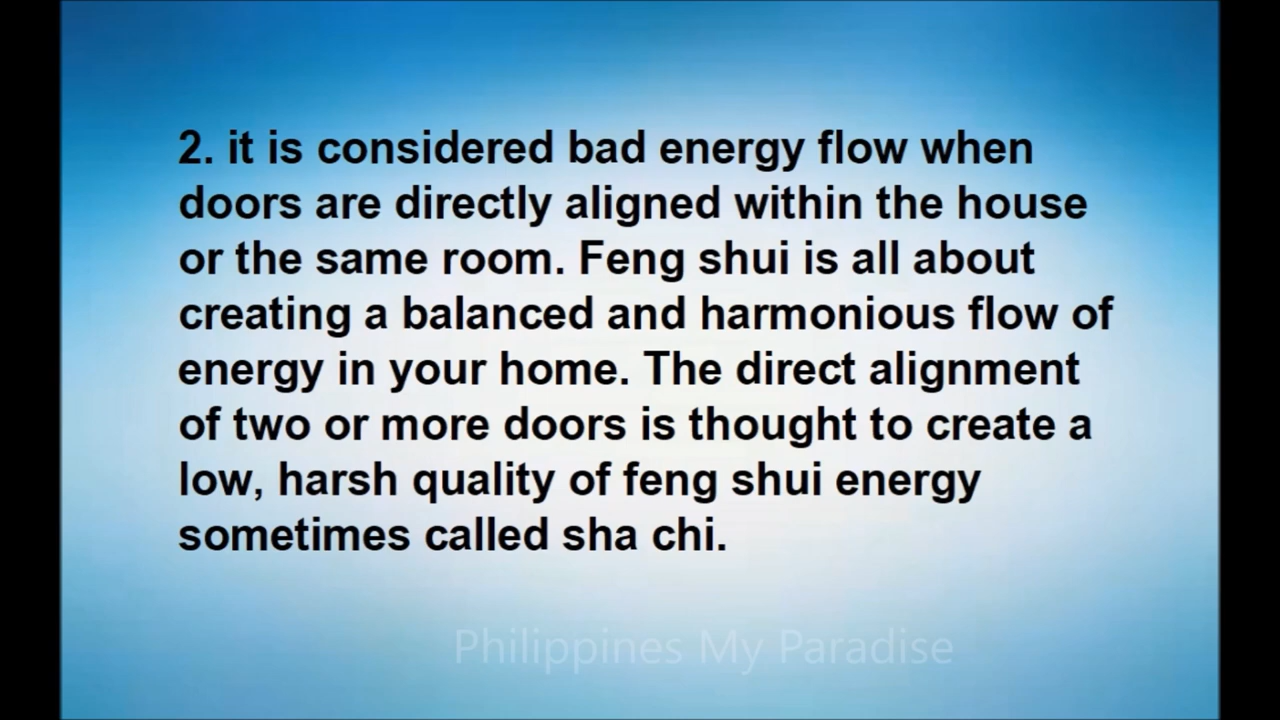 2. it is considered bad energy flow when
doors are directly aligned within the house
or the same room. Feng shui is all about
creating a balanced and harmonious flow of
energy in your home. The direct alignment
of two or more doors is thought to create a
low, harsh quality of feng shui energy
sometimes called sha chi.
Philippines My Paradise